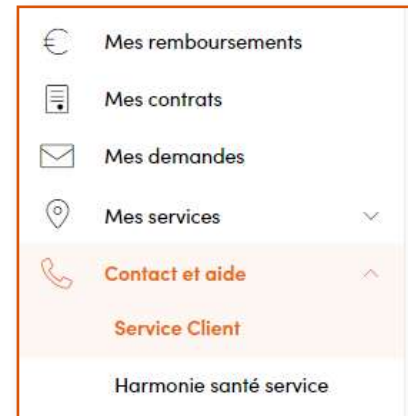 Mes remboursements
Mes contrats
Mes demandes
Mes services
Contact et aide
Service Client
Harmonie santé service